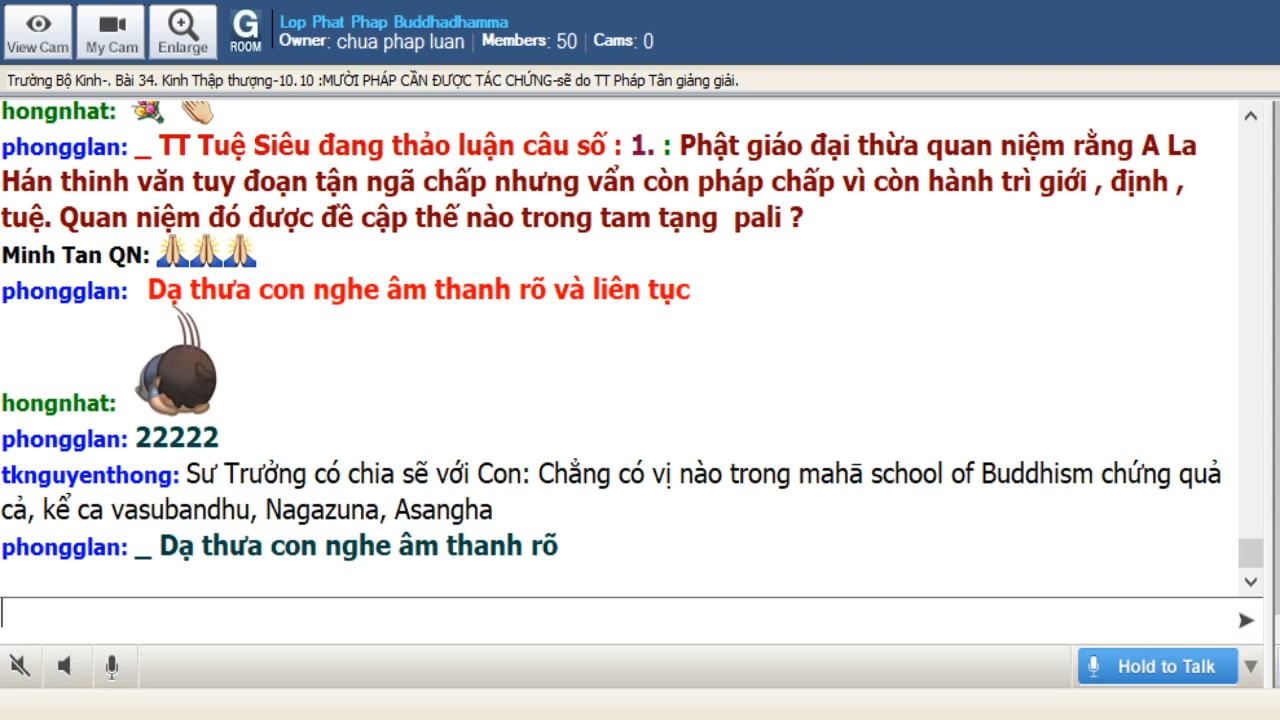 View Cam
My Cam
Enlarge
G
ROOM
Lop Phat Phap Buddhadhamma
Owner: chua phap luan | Members: 50 | Cams: 0
Trường Bộ Kinh-. Bài 34. Kinh Thập thượng-10.10 :MƯỜI PHÁP CẦN ĐƯỢC TÁC CHỨNG-sẽ do TT Pháp Tân giảng giải.
hongnhat:
phongglan: _ TT Tuệ Siêu đang thảo luận câu số : 1. : Phật giáo đại thừa quan niệm rằng A La
Hán thinh văn tuy đoạn tận ngã chấp nhưng vẩn còn pháp chấp vì còn hành trì giới , định ,
tuệ. Quan niệm đó được đề cập thế nào trong tam tạng pali ?
Minh Tan QN:
phongglan: Dạ thưa con nghe âm thanh rõ và liên tục
hongnhat:
phongglan: 22222
tknguyenthong: Sư Trưởng có chia sẽ với Con: Chẳng có vị nào trong mahā school of Buddhism chứng quả
cả, kể ca vasubandhu, Nagazuna, Asangha
phongglan: _ Dạ thưa con nghe âm thanh rõ
Hold to Talk